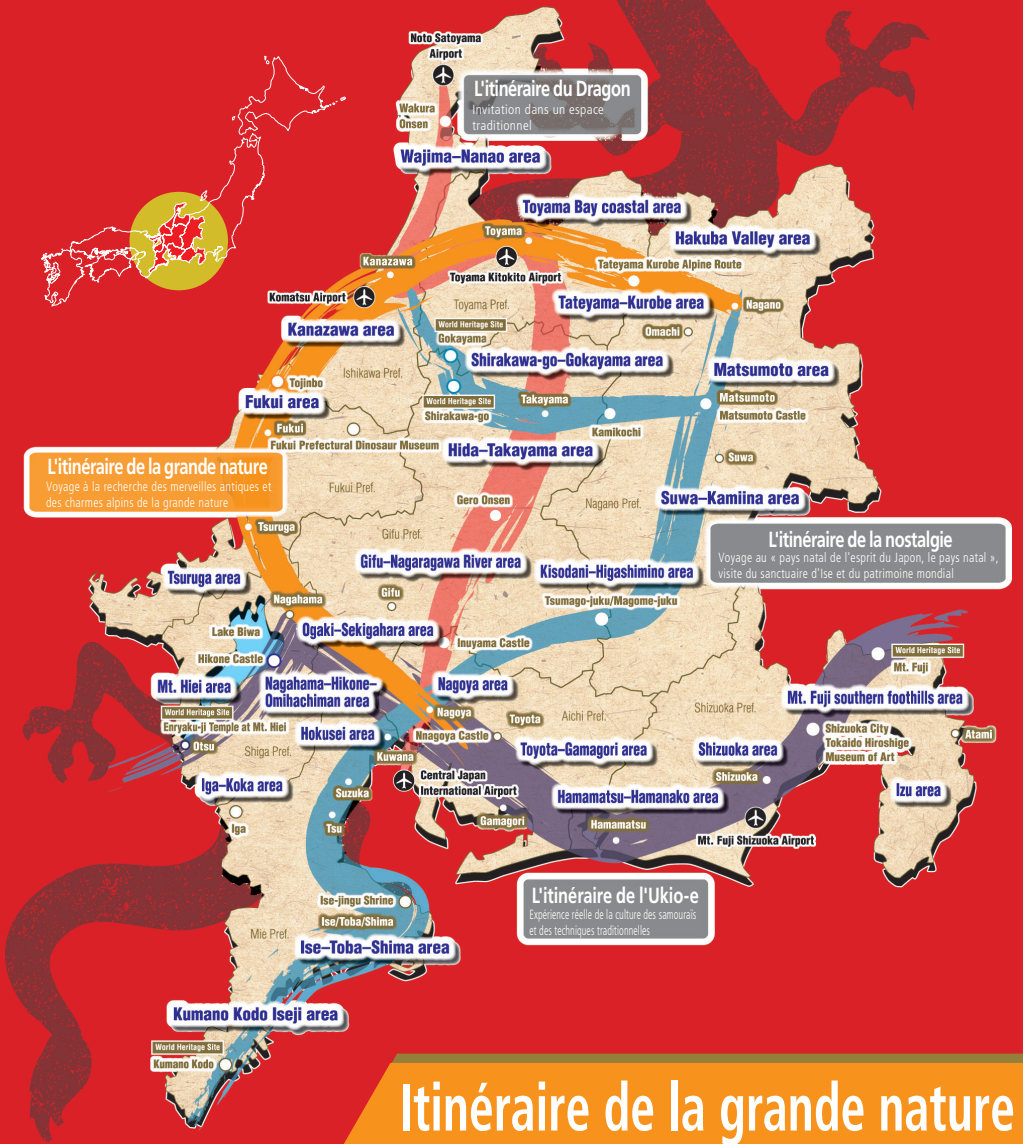 Noto Satoyama
Airport
L'itinéraire du Dragon
Invitation dans un espace
traditionnel
Wakura
Onsen
Wajima–Nanao area
Toyama Bay coastal area
Toyama
Hakuba Valley area
Kanazawa
Tateyama Kurobe Alpine Route
Toyama Kitokito Airport
Komatsu Airport
Toyama Pref.
Tateyama–Kurobe area
Nagano
Kanazawa area
World Heritage Site
Gokayama
Omachi
Shirakawa-go–Gokayama area
Ishikawa Pref.
Matsumoto area
Tojinbo
World Heritage Site
Shirakawa-go
Takayama
Matsumoto
Matsumoto Castle
Fukui area
Kamikochi
Fukui
Fukui Prefectural Dinosaur Museum
Hida–Takayama area
Suwa
L'itinéraire de la grande nature
Voyage à la recherche des merveilles antiques et
des charmes alpins de la grande nature
Fukui Pref.
Gero Onsen
Nagano Pref.
Suwa–Kamiina area
Tsuruga
Gifu Pref.
L'itinéraire de la nostalgie
Voyage au « pays natal de l'esprit du Japon, le pays natal »,
visite du sanctuaire d'Ise et du patrimoine mondial
Tsuruga area
Gifu–Nagaragawa River area
Kisodani–Higashimino area
Nagahama
Gifu
Tsumago-juku/Magome-juku
Lake Biwa
Ogaki–Sekigahara area
Inuyama Castle
Hikone Castle
World Heritage Site
Mt. Fuji
Mt. Hiei area
Nagahama–Hikone–
Omihachiman area
Nagoya area
Mt. Fuji southern foothills area
World Heritage Site
Enryaku-ji Temple at Mt. Hiei
Nagoya
Toyota
Aichi Pref.
Shizuoka Pref.
Otsu
Shiga Pref.
Hokusei area
Nnagoya Castle
Kuwana
Toyota–Gamagori area
Shizuoka area
Shizuoka City
Tokaido Hiroshige
Museum of Art
Atami
Iga–Koka area
Suzuka
Central Japan
International Airport
Shizuoka
Izu area
Hamamatsu–Hamanako area
Iga
Tsu
Gamagori
Hamamatsu
Mt. Fuji Shizuoka Airport
L'itinéraire de l'Ukio-e
Expérience réelle de la culture des samourais
et des techniques traditionnelles
Ise-jingu Shrine
Ise/Toba/Shima
Mie Pref.
Ise–Toba–Shima area
Kumano Kodo Iseji area
World Heritage Site
Kumano Kodo
Itinéraire de la grande nature